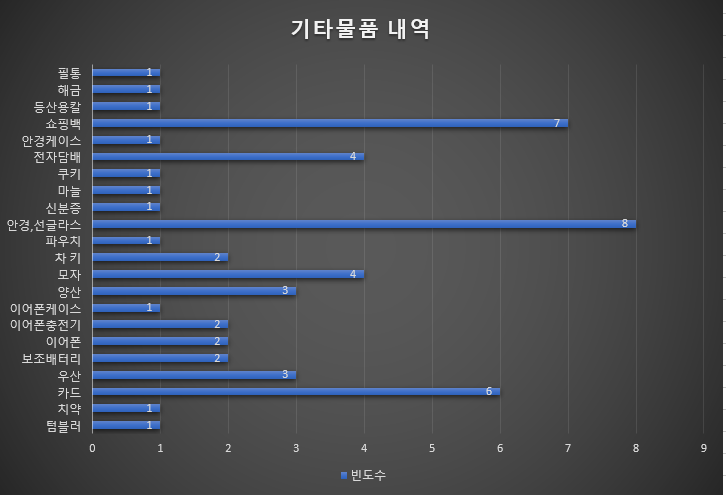 기타물품 내역
필통 1
해금 1
등산용칼 1
쇼핑백 7
안경케이스 1
전자담배 4
쿠키 1
마늘 1
신분증 1
안경,선글라스 8
파우치 1
차 키 2
모자 4
양산 3
이어폰케이스 1
이어폰충전기 2
이어폰 2
보조배터리 2
우산 3
카드 6
치약 1
텀블러 1
0 1 2 3 4 5 6 7 8 9
빈도수